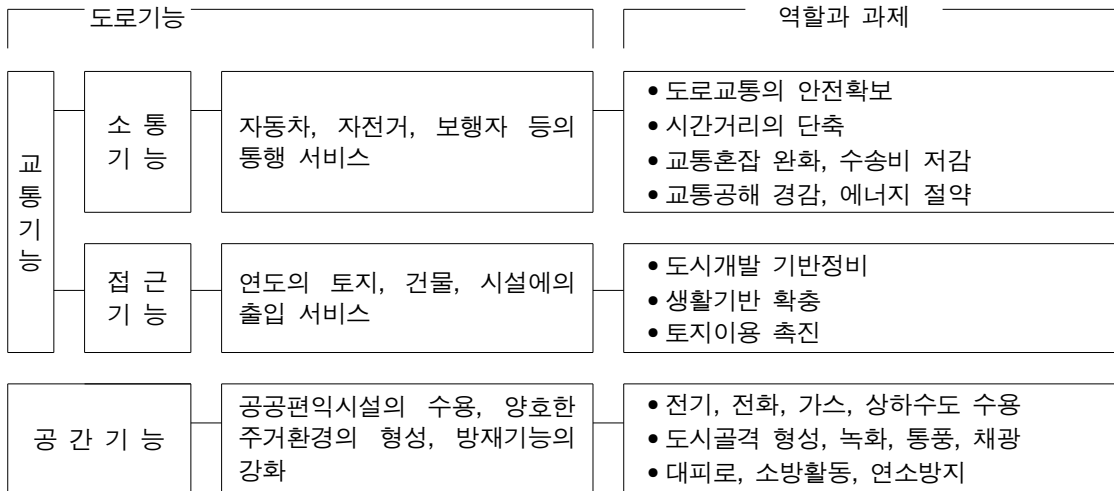 도로기능
역할과 과제
교
통
기
능
소 통
기 능
자동차, 자전거, 보행자 등의
통행 서비스
• 도로교통의 안전확보
• 시간거리의 단축
• 교통혼잡 완화, 수송비 저감
• 교통공해 경감, 에너지 절약
접 근
기 능
연도의 토지, 건물, 시설에의
출입 서비스
• 도시개발 기반정비
• 생활기반 확충
• 토지이용 촉진
공 간 기 능
공공편익시설의 수용, 양호한
주거환경의 형성, 방재기능의
강화
• 전기, 전화, 가스, 상하수도 수용
• 도시골격 형성, 녹화, 통풍, 채광
• 대피로, 소방활동, 연소방지